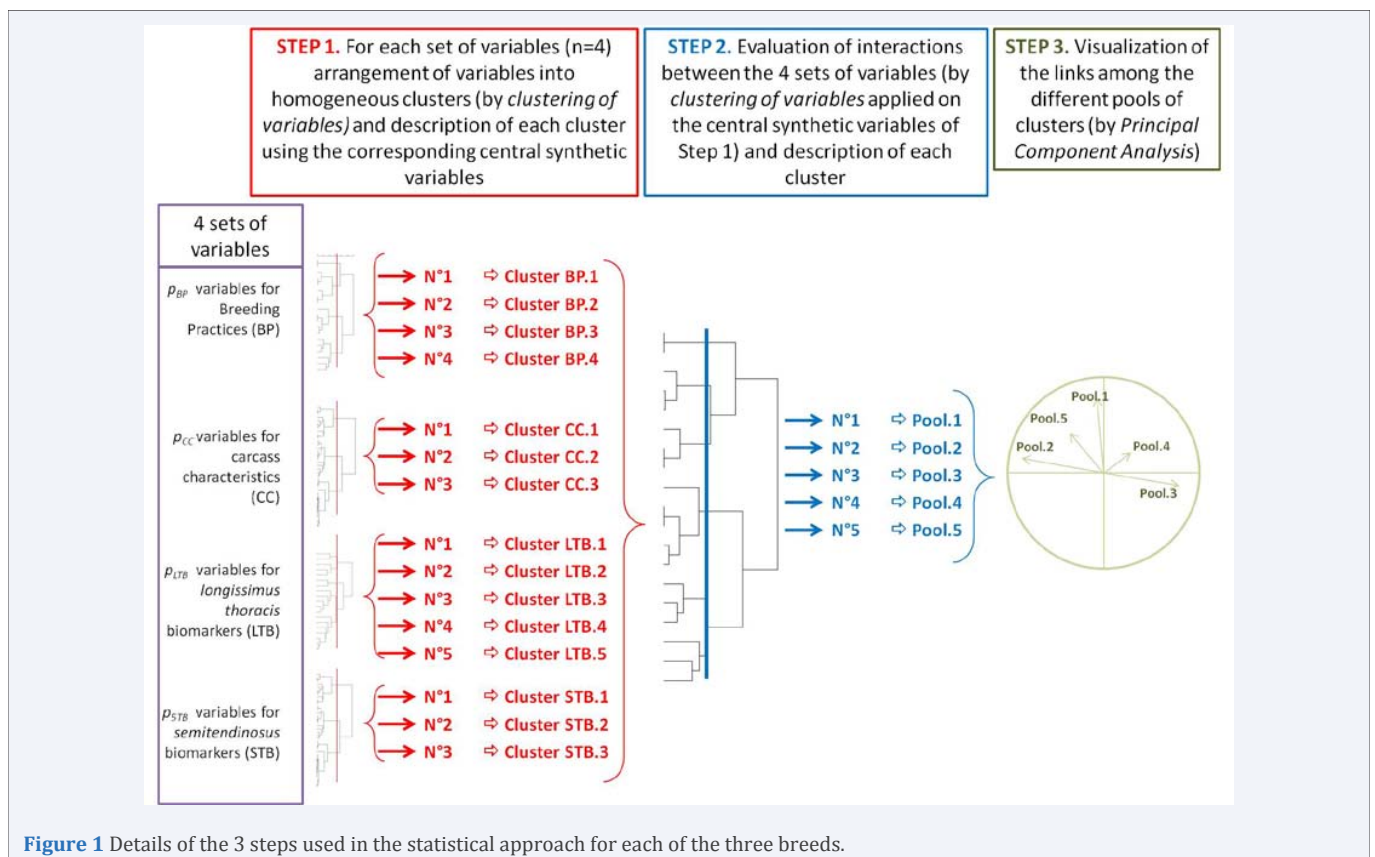 STEP 1. For each set of variables (n=4)
arrangement of variables into
homogeneous clusters (by clustering of
variables) and description of each cluster
using the corresponding central synthetic
variables
STEP 2. Evaluation of interactions
between the 4 sets of variables (by
clustering of variables applied on
the central synthetic variables of
Step 1) and description of each
cluster
STEP 3. Visualization of
the links among the
different pools of
clusters (by Principal
Component Analysis)
4 sets of
variables
pBP variables for
Breeding
Practices (BP)
N°1 ⇨ Cluster BP.1
N°2 ⇨ Cluster BP.2
N°3 ⇨ Cluster BP.3
N°4 ⇨ Cluster BP.4
pCC variables for
carcass
characteristics
(CC)
N°1 ⇨ Cluster CC.1
N°2 ⇨ Cluster CC.2
N°3 ⇨ Cluster CC.3
pLTB variables for
longissimus
thoracis
biomarkers (LTB)
N°1 ⇨ Cluster LTB.1
N°2 ⇨ Cluster LTB.2
N°3 ⇨ Cluster LTB.3
N°4 ⇨ Cluster LTB.4
N°5 ⇨ Cluster LTB.5
pSTB variables for
semitendinosus
biomarkers (STB)
N°1 ⇨ Cluster STB.1
N°2 ⇨ Cluster STB.2
N°3 ⇨ Cluster STB.3
N°1 ⇨ Pool.1
N°2 ⇨ Pool.2
N°3 ⇨ Pool.3
N°4 ⇨ Pool.4
N°5 ⇨ Pool.5
Pool.1
Pool.5
Pool.2
Pool.4
Pool.3
Figure 1 Details of the 3 steps used in the statistical approach for each of the three breeds.